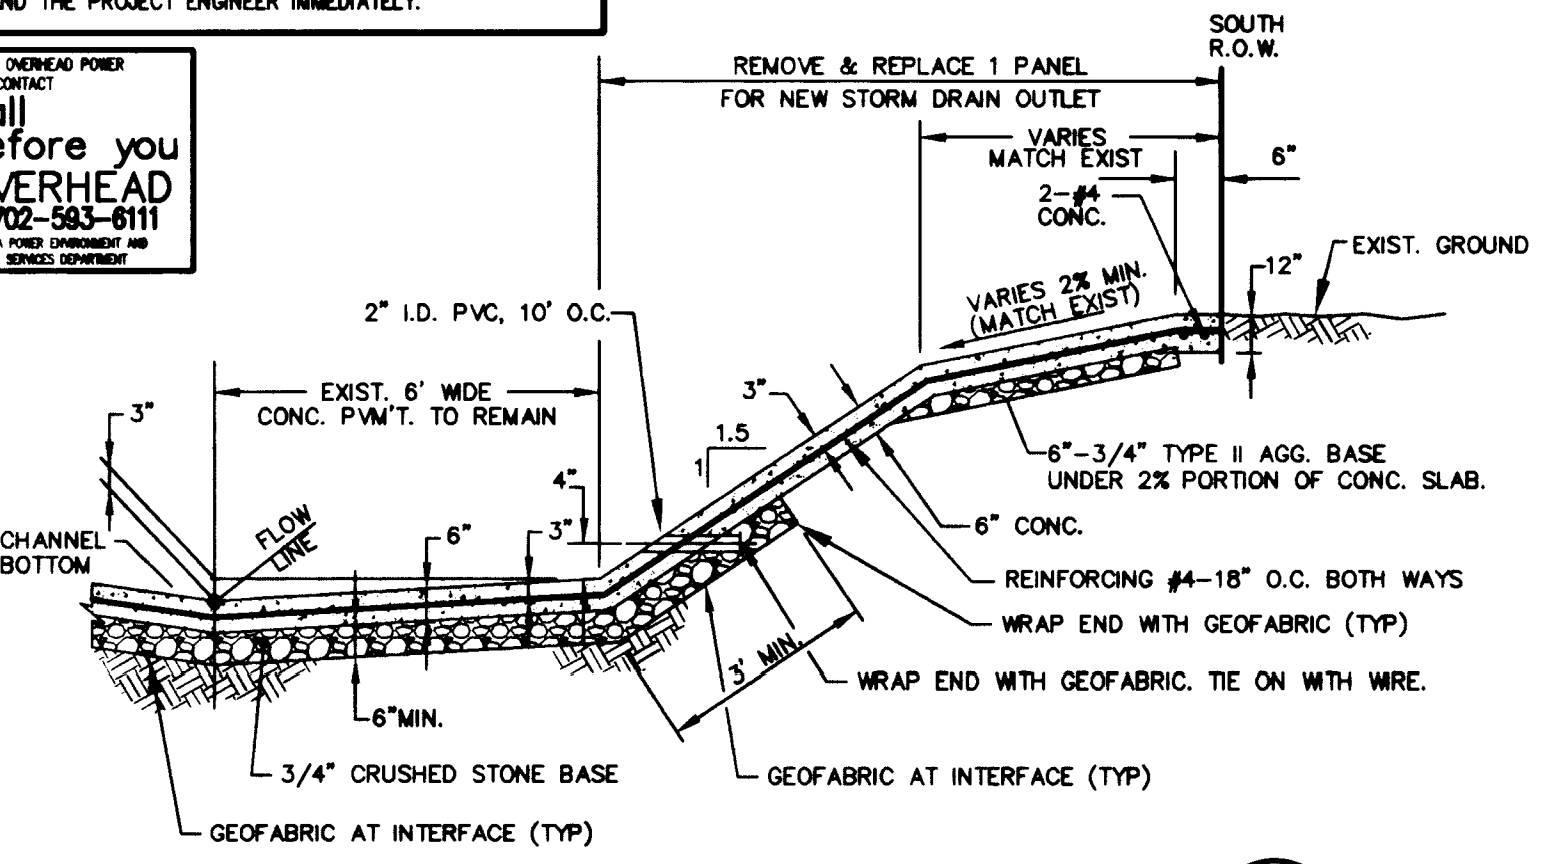 AND THE PROJECT ENGINEER IMMEDIATELY.
OVERHEAD POWER
CONTACT
all
efore you
VERHEAD
702-593-6111
POWER ENVIRONMENT AND
SERVICES DEPARTMENT
SOUTH
R.O.W.
REMOVE & REPLACE 1 PANEL
FOR NEW STORM DRAIN OUTLET
VARIES
MATCH EXIST
6"
2-#4
CONC.
EXIST. GROUND
12"
VARIES 2% MIN.
(MATCH EXIST)
2" I.D. PVC, 10' O.C.
EXIST. 6' WIDE
CONC. PVM'T. TO REMAIN
3"
3"
1.5
1
6"-3/4" TYPE II AGG. BASE
UNDER 2% PORTION OF CONC. SLAB.
4"
6" CONC.
FLOW
LINE
6"
3"
CHANNEL
BOTTOM
REINFORCING #4-18" O.C. BOTH WAYS
WRAP END WITH GEOFABRIC (TYP)
3' MIN.
WRAP END WITH GEOFABRIC. TIE ON WITH WIRE.
6"MIN.
3/4" CRUSHED STONE BASE
GEOFABRIC AT INTERFACE (TYP)
GEOFABRIC AT INTERFACE (TYP)